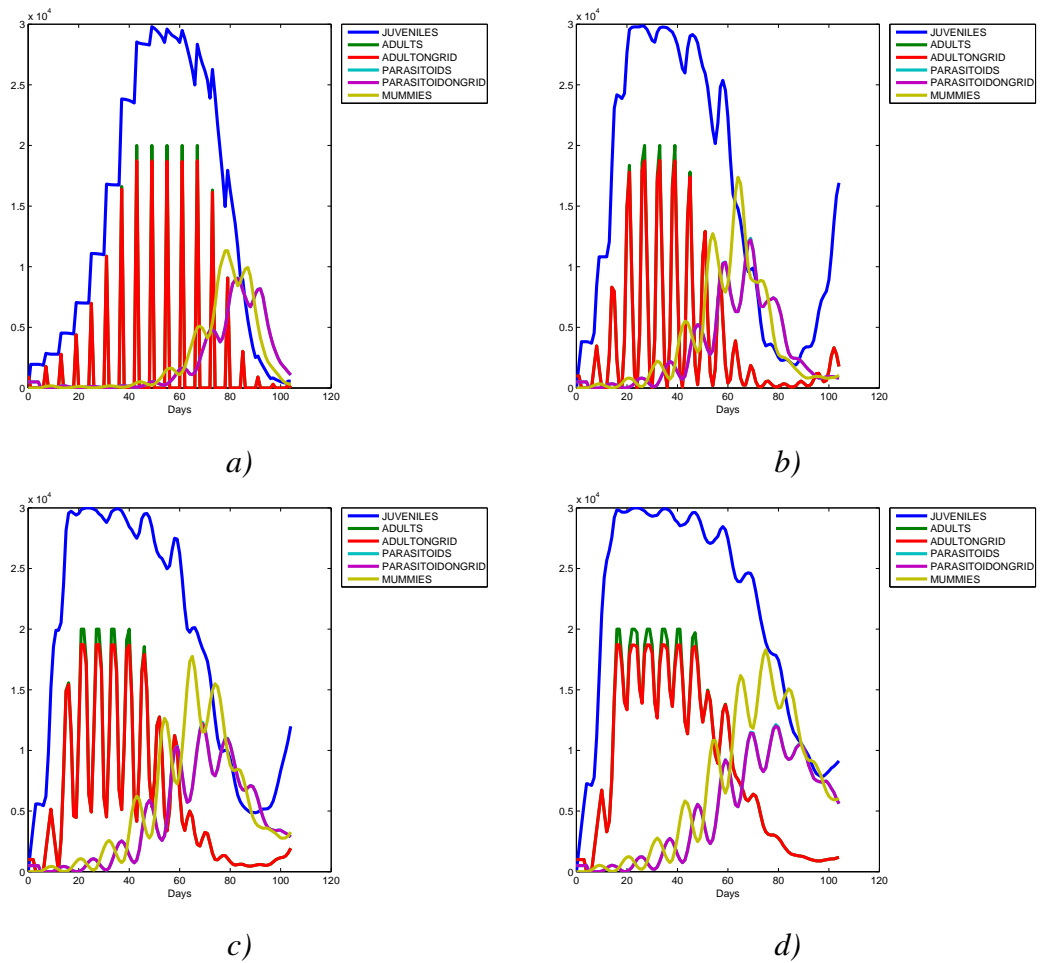 x 10^4
3
2.5
2
1.5
1
0.5
0
0 20 40 60 80 100 120
Days
JUVENILES
ADULTS
ADULTONGRID
PARASITOIDS
PARASITOIDONGRID
MUMMIES
a)
x 10^4
3
2.5
2
1.5
1
0.5
0
0 20 40 60 80 100 120
Days
JUVENILES
ADULTS
ADULTONGRID
PARASITOIDS
PARASITOIDONGRID
MUMMIES
b)
x 10^4
3
2.5
2
1.5
1
0.5
0
0 20 40 60 80 100 120
Days
JUVENILES
ADULTS
ADULTONGRID
PARASITOIDS
PARASITOIDONGRID
MUMMIES
c)
x 10^4
3
2.5
2
1.5
1
0.5
0
0 20 40 60 80 100 120
Days
JUVENILES
ADULTS
ADULTONGRID
PARASITOIDS
PARASITOIDONGRID
MUMMIES
d)